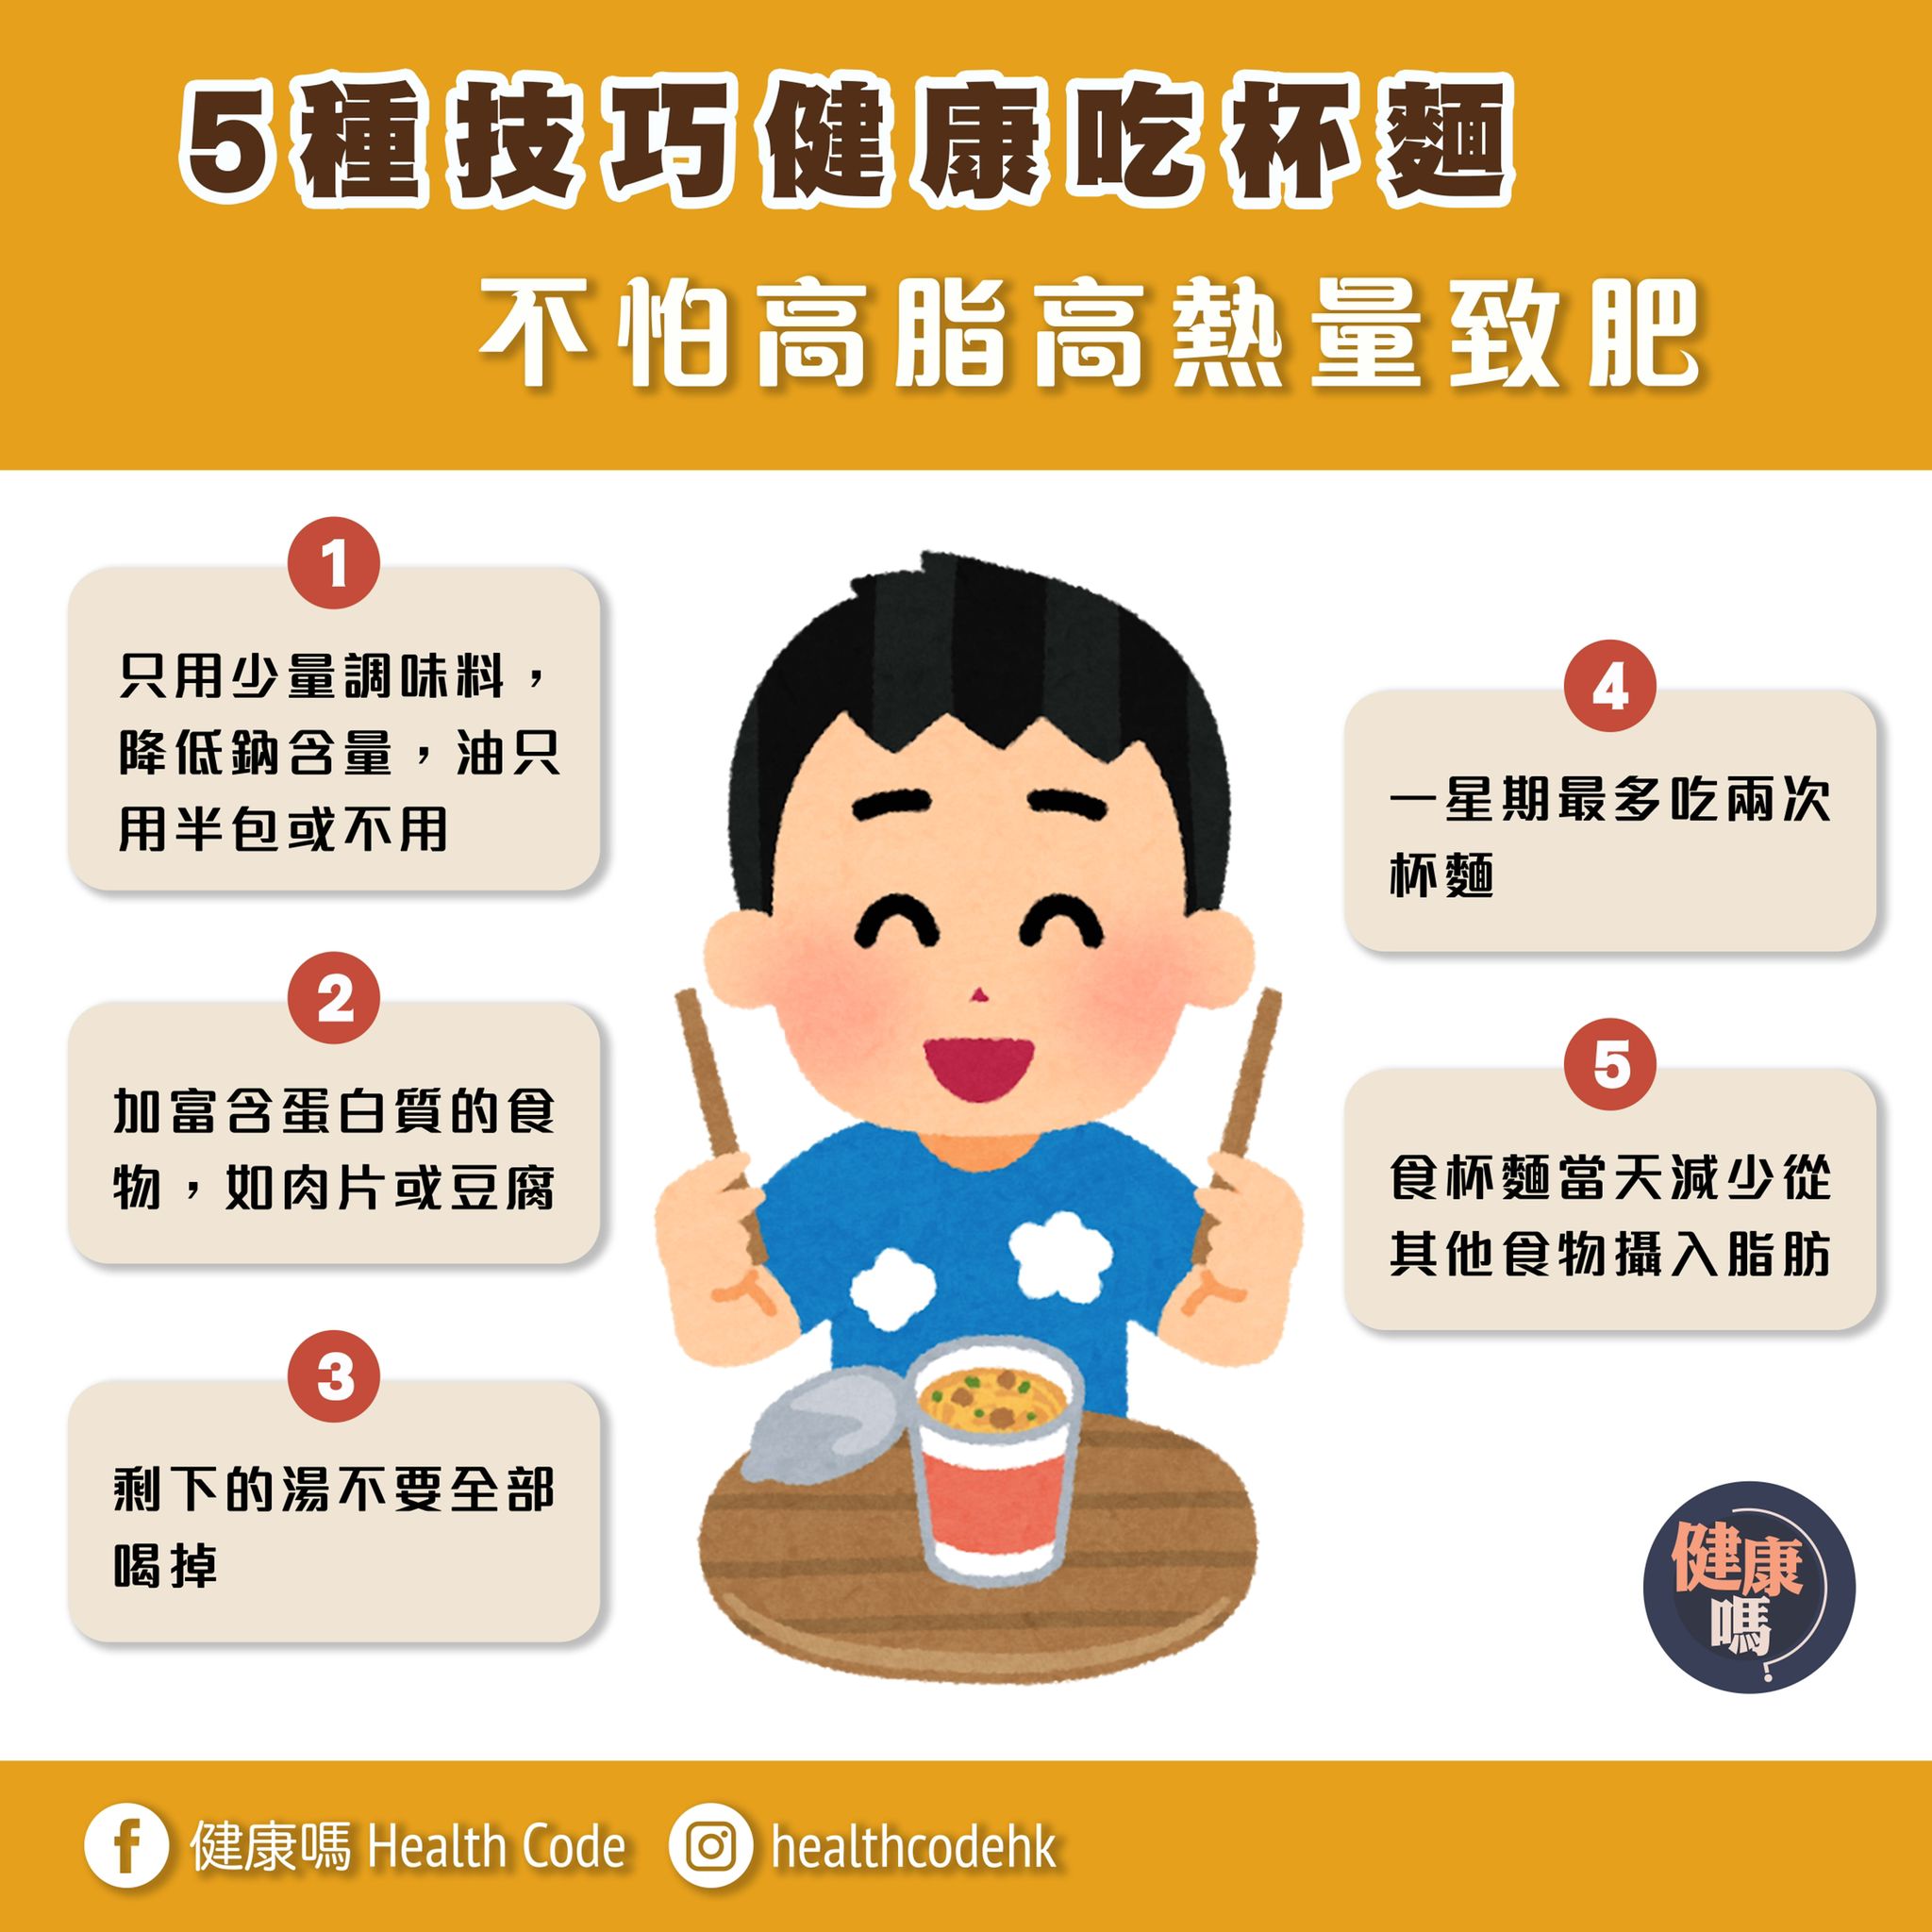 5種技巧健康吃杯麵
不怕高脂高熱量致肥
1
只用少量調味料，
降低鈉含量，油只
用半包或不用
2
加富含蛋白質的食
物，如肉片或豆腐
3
剩下的湯不要全部
喝掉
4
一星期最多吃兩次
杯麵
5
食杯麵當天減少從
其他食物攝入脂肪
健康
嗎?
健康嗎 Health Code
healthcodehk